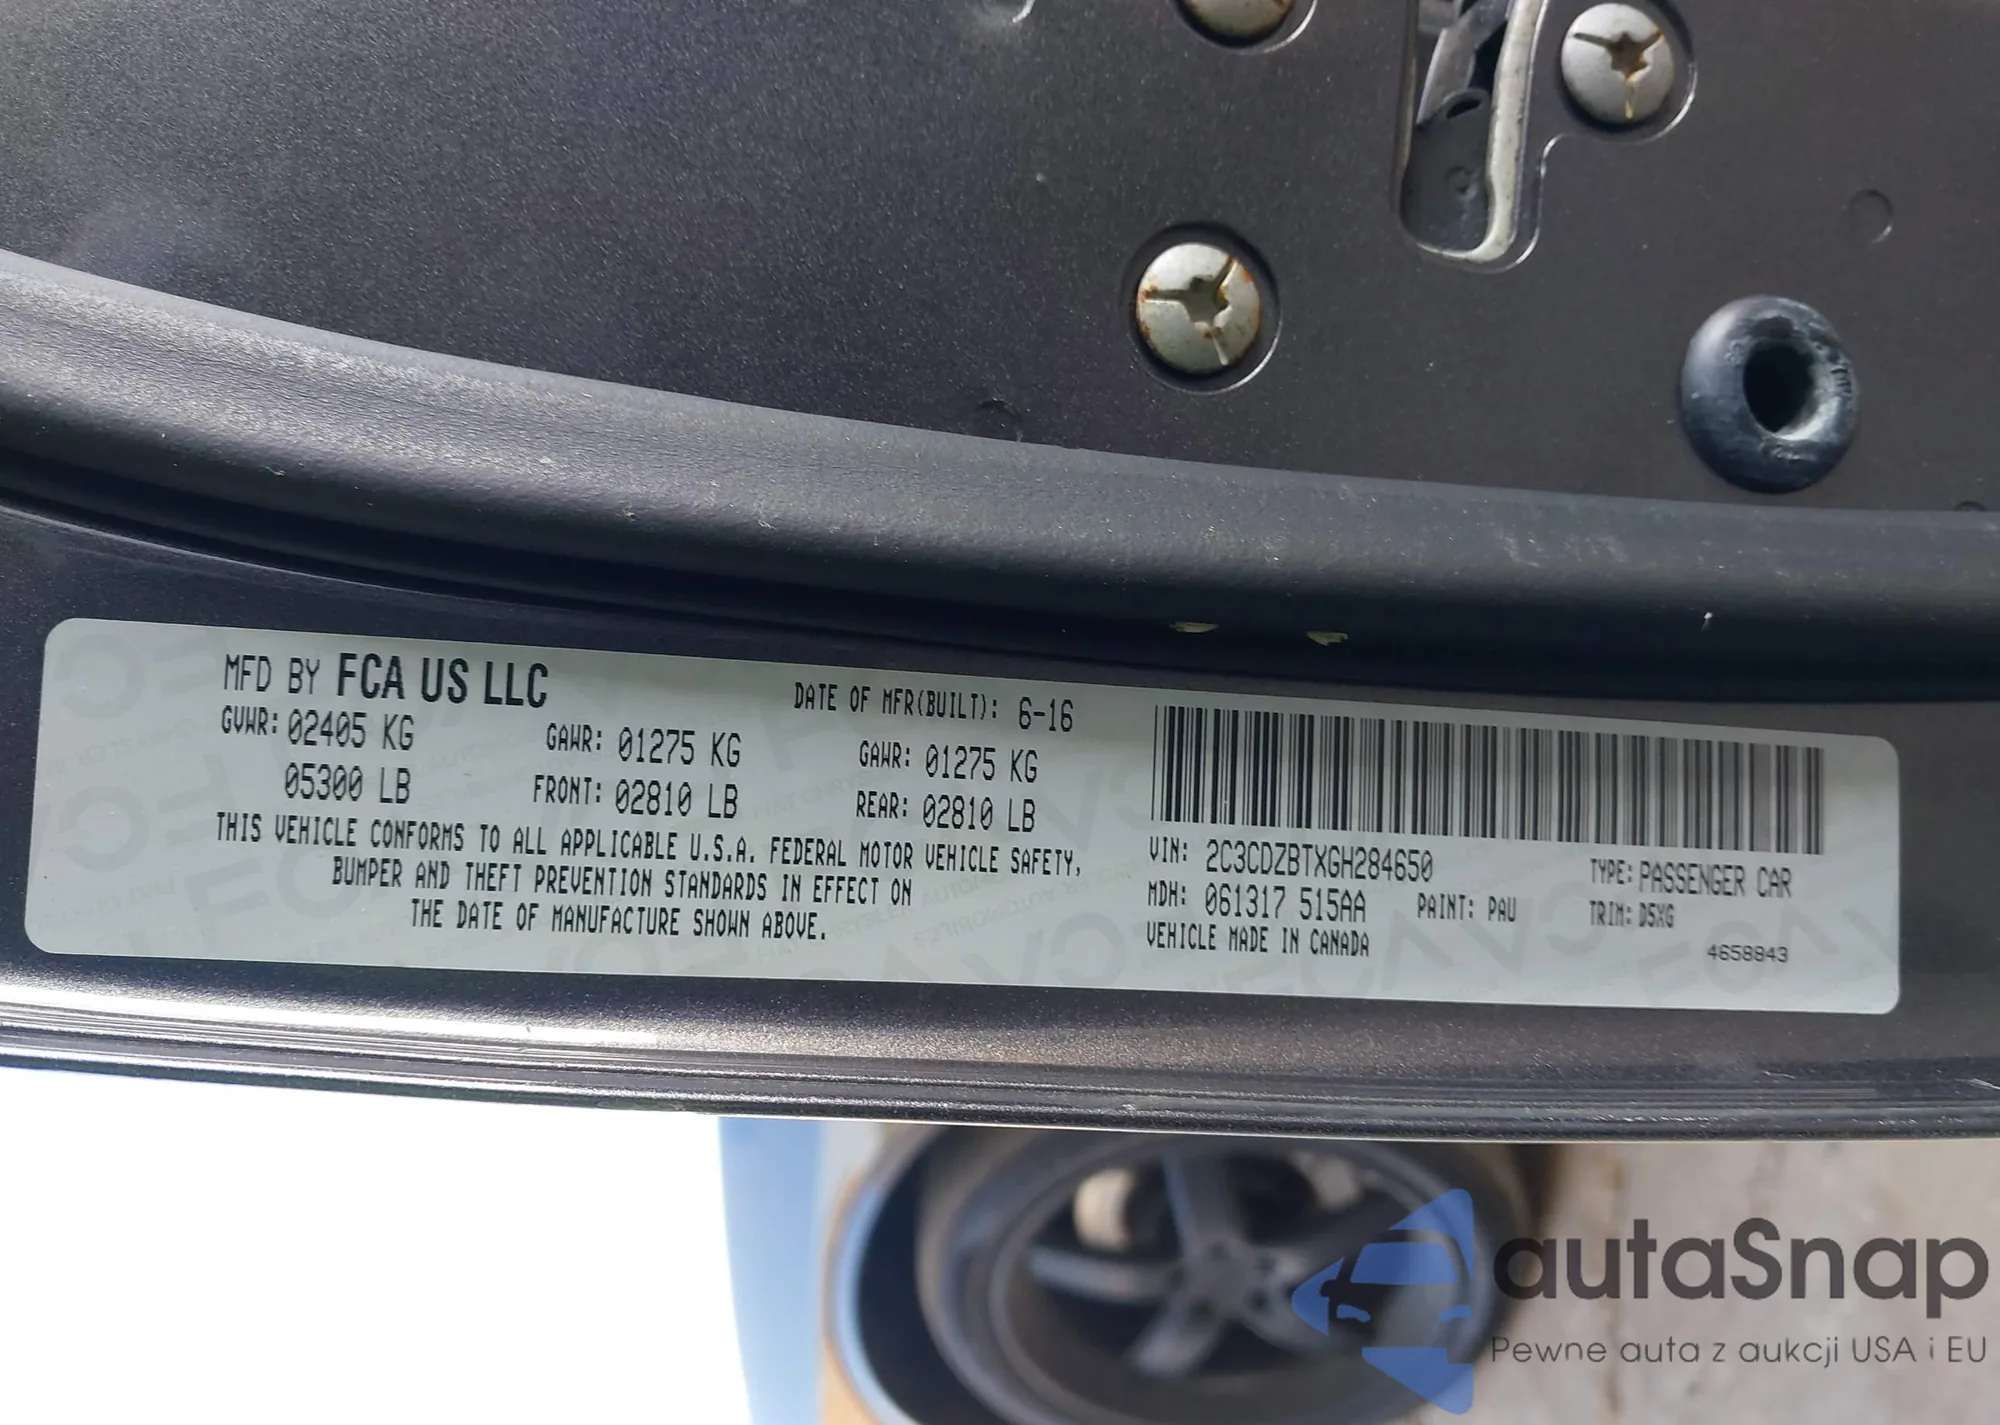 MFD BY FCA US LLC
DATE OF MFR(BUILT): 6-16
GVWR: 02405 KG GAWR: 01275 KG GAWR: 01275 KG
05300 LB FRONT: 02810 LB REAR: 02810 LB
THIS VEHICLE CONFORMS TO ALL APPLICABLE U.S.A. FEDERAL MOTOR VEHICLE SAFETY,
BUMPER AND THEFT PREVENTION STANDARDS IN EFFECT ON
THE DATE OF MANUFACTURE SHOWN ABOVE.
VIN: 2C3CDZBTXGH284650 TYPE: PASSENGER CAR
MDH: 061317 515AA PAINT: PAU TRIM: D5XG
VEHICLE MADE IN CANADA 4658843
autaSnap
Pewne auta z aukcji USA i EU